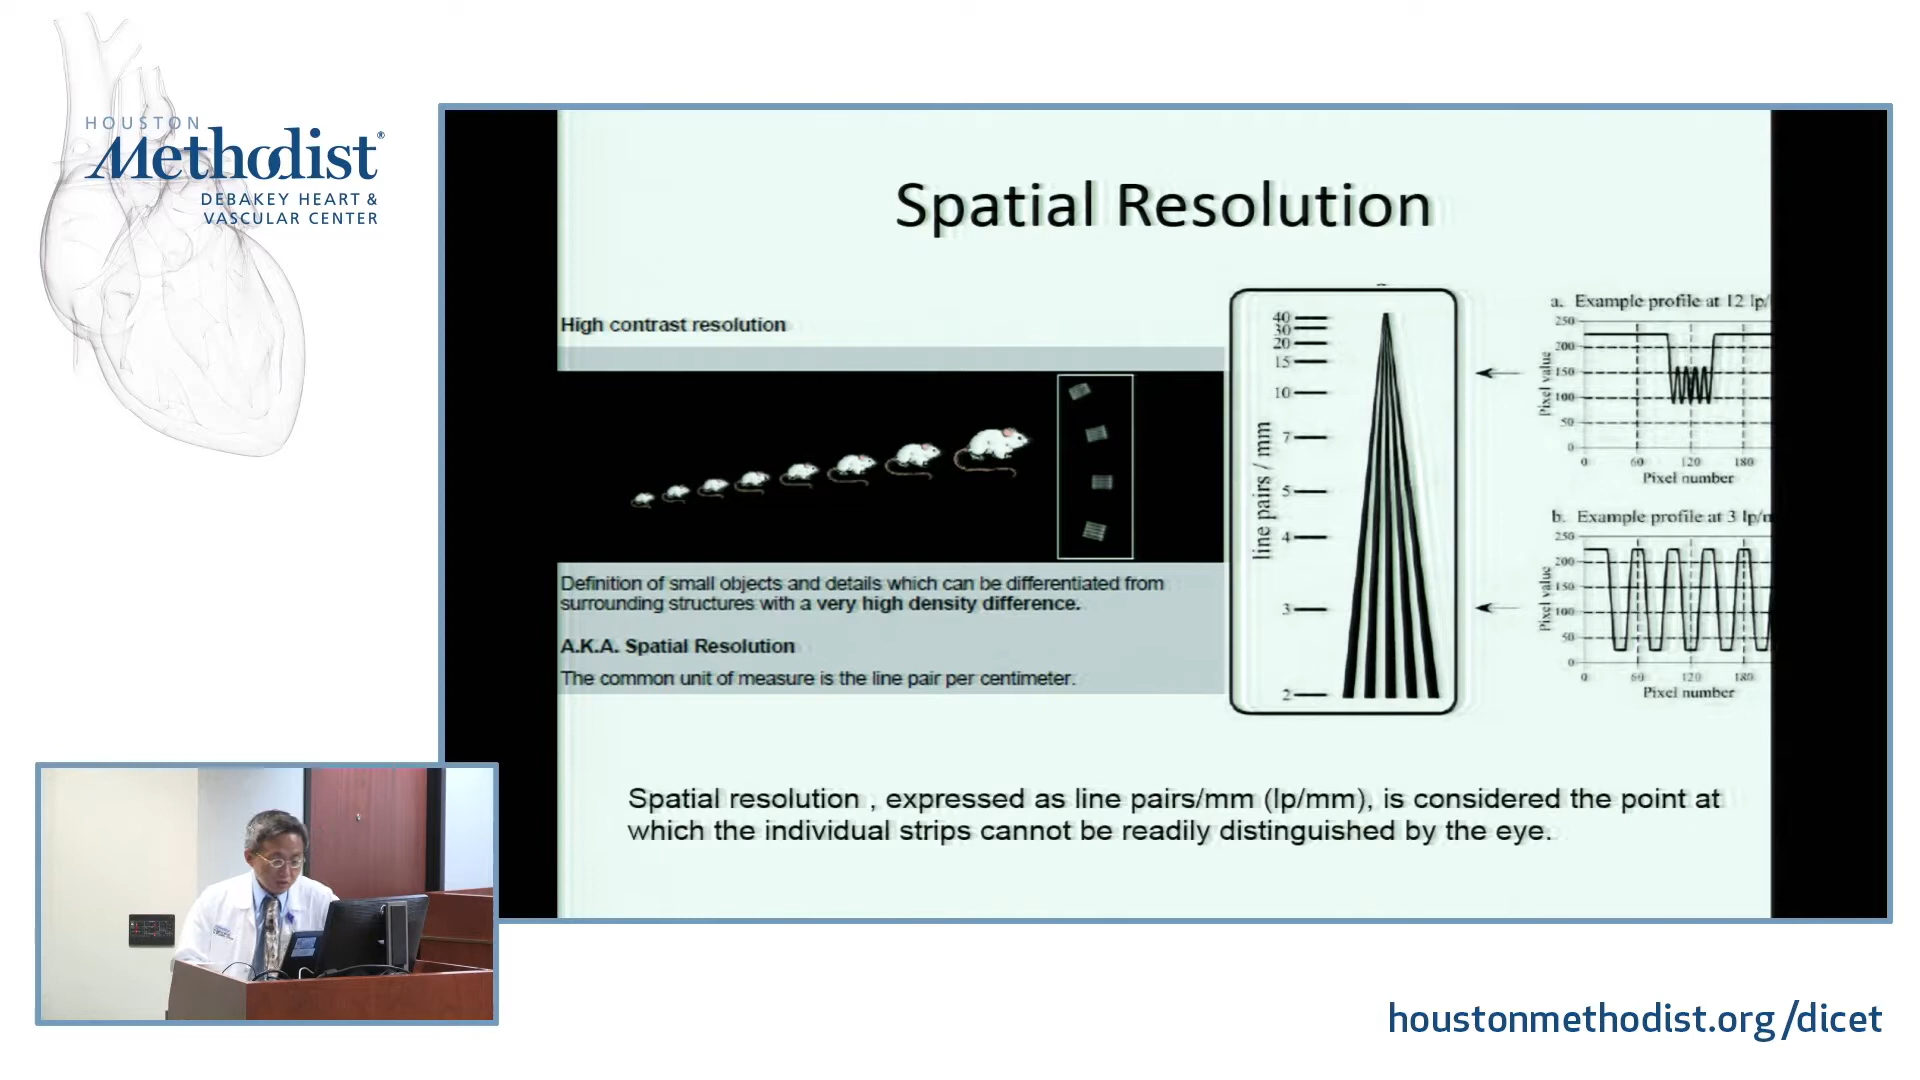 HOUSTON
Methodist®
DEBAKEY HEART &
VASCULAR CENTER
Spatial Resolution
High contrast resolution
Definition of small objects and details which can be differentiated from
surrounding structures with a very high density difference.
A.K.A. Spatial Resolution
The common unit of measure is the line pair per centimeter.
line pairs / mm
40
30
20
15
10
7
5
4
3
2
a. Example profile at 12 lp/
Pixel value
250
200
150
100
50
0
0 60 120 180
Pixel number
b. Example profile at 3 lp/
Pixel value
250
200
150
100
50
0
0 60 120 180
Pixel number
Spatial resolution , expressed as line pairs/mm (lp/mm), is considered the point at
which the individual strips cannot be readily distinguished by the eye.
houstonmethodist.org/dicet